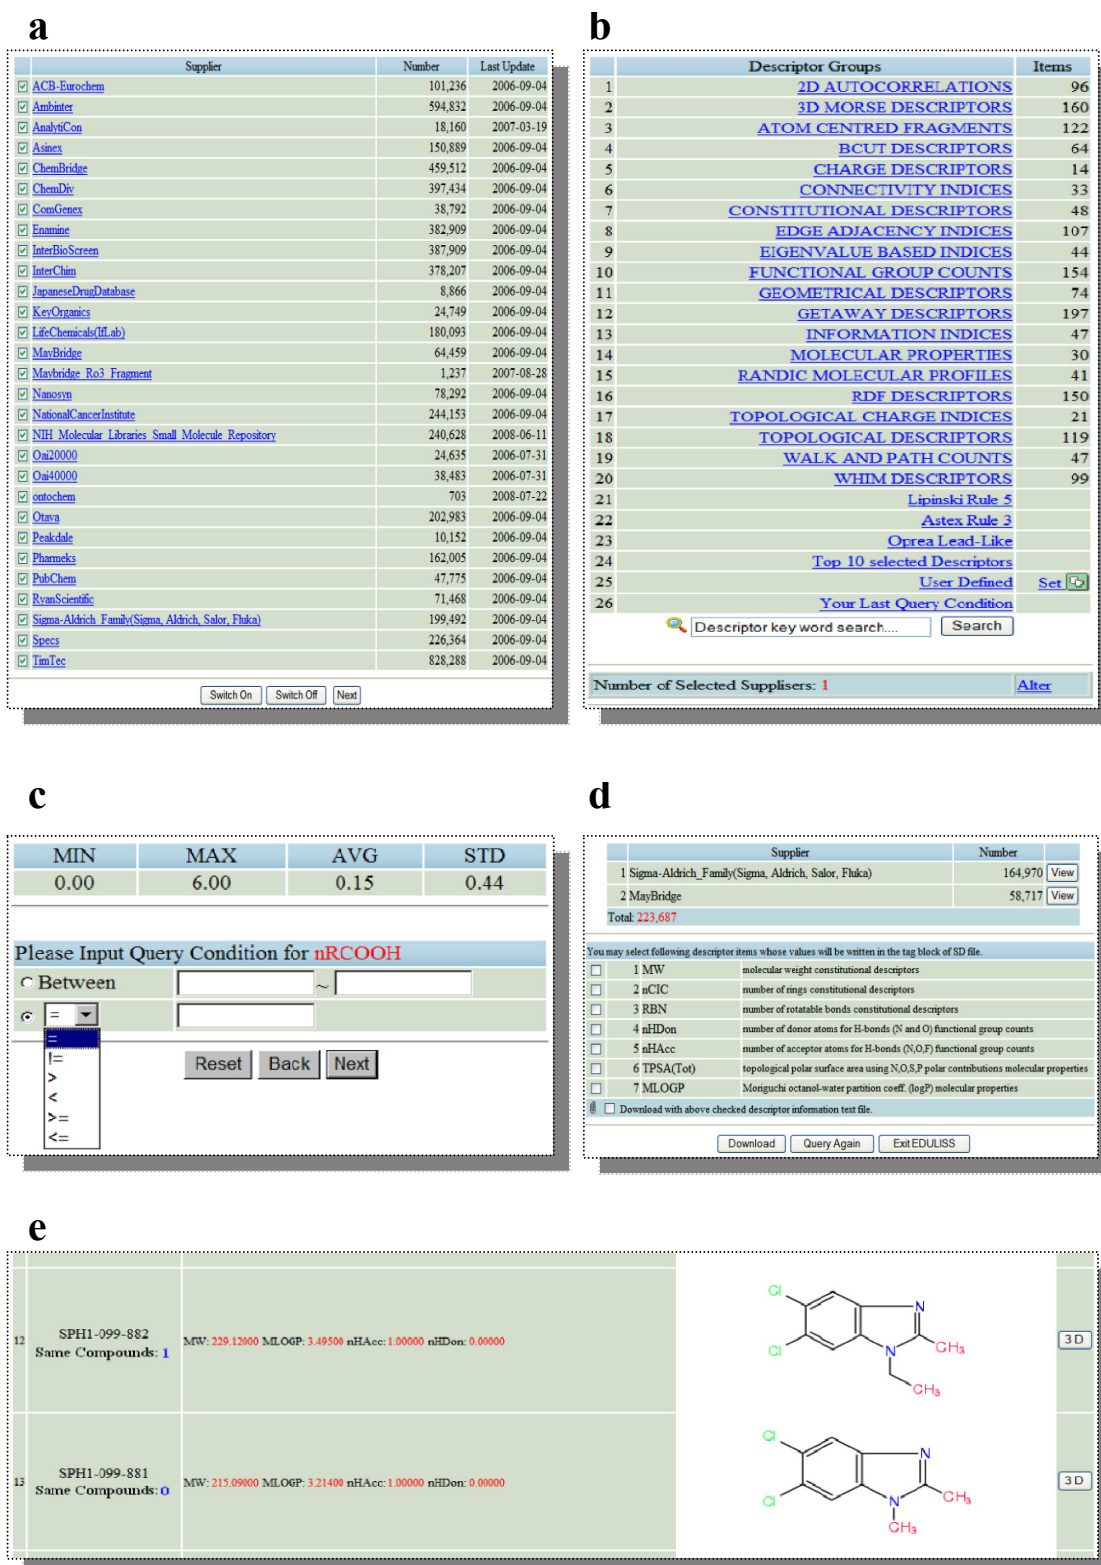 a
Supplier Number Last Update
ACB-Eurochem 101,236 2006-09-04
Ambinter 594,832 2006-09-04
AnalytiCon 18,160 2007-03-19
Asinex 150,889 2006-09-04
ChemBridge 459,512 2006-09-04
ChemDiv 397,434 2006-09-04
ComGenex 38,792 2006-09-04
Enamine 382,909 2006-09-04
InterBioScreen 387,909 2006-09-04
InterChim 378,207 2006-09-04
JapaneseDrugDatabase 8,866 2006-09-04
KeyOrganics 24,749 2006-09-04
LifeChemicals(IfLab) 180,093 2006-09-04
MayBridge 64,459 2006-09-04
Maybridge_Ro3_Fragment 1,237 2007-08-28
Nanosyn 78,292 2006-09-04
NationalCancerInstitute 244,153 2006-09-04
NIH_Molecular_Libraries_Small_Molecule_Repository 240,628 2008-06-11
Oai20000 24,635 2006-07-31
Oai40000 38,483 2006-07-31
ontochem 703 2008-07-22
Otava 202,983 2006-09-04
Peakdale 10,152 2006-09-04
Pharmeks 162,005 2006-09-04
PubChem 47,775 2006-09-04
RyanScientific 71,468 2006-09-04
Sigma-Aldrich_Family(Sigma, Aldrich, Salor, Fluka) 199,492 2006-09-04
Specs 226,364 2006-09-04
TimTec 828,288 2006-09-04
Switch On Switch Off Next
b
Descriptor Groups Items
1 2D AUTOCORRELATIONS 96
2 3D MORSE DESCRIPTORS 160
3 ATOM CENTRED FRAGMENTS 122
4 BCUT DESCRIPTORS 64
5 CHARGE DESCRIPTORS 14
6 CONNECTIVITY INDICES 33
7 CONSTITUTIONAL DESCRIPTORS 48
8 EDGE ADJACENCY INDICES 107
9 EIGENVALUE BASED INDICES 44
10 FUNCTIONAL GROUP COUNTS 154
11 GEOMETRICAL DESCRIPTORS 74
12 GETAWAY DESCRIPTORS 197
13 INFORMATION INDICES 47
14 MOLECULAR PROPERTIES 30
15 RANDIC MOLECULAR PROFILES 41
16 RDF DESCRIPTORS 150
17 TOPOLOGICAL CHARGE INDICES 21
18 TOPOLOGICAL DESCRIPTORS 119
19 WALK AND PATH COUNTS 47
20 WHIM DESCRIPTORS 99
21 Lipinski Rule 5
22 Astex Rule 3
23 Oprea Lead-Like
24 Top 10 selected Descriptors
25 User Defined Set
26 Your Last Query Condition
Descriptor key word search.... Search
Number of Selected Supplisers: 1 Alter
c
MIN MAX AVG STD
0.00 6.00 0.15 0.44
Please Input Query Condition for nRCOOH
Between ~
=
=
!=
>
<
>=
<=
Reset Back Next
d
Supplier Number
1 Sigma-Aldrich_Family(Sigma, Aldrich, Salor, Fluka) 164,970 View
2 MayBridge 58,717 View
Total: 223,687
You may select following descriptor items whose values will be written in the tag block of SD file.
1 MW molecular weight constitutional descriptors
2 nCIC number of rings constitutional descriptors
3 RBN number of rotatable bonds constitutional descriptors
4 nHDon number of donor atoms for H-bonds (N and O) functional group counts
5 nHAcc number of acceptor atoms for H-bonds (N,O,F) functional group counts
6 TPSA(Tot) topological polar surface area using N,O,S,P polar contributions molecular properties
7 MLOGP Moriguchi octanol-water partition coeff. (logP) molecular properties
Download with above checked descriptor information text file.
Download Query Again Exit EDULISS
e
12 SPH1-099-882 Same Compounds: 1 MW: 229.12000 MLOGP: 3.49500 nHAcc: 1.00000 nHDon: 0.00000 3D
Cl
N
Cl
N
CH3
CH3
13 SPH1-099-881 Same Compounds: 0 MW: 215.09000 MLOGP: 3.21400 nHAcc: 1.00000 nHDon: 0.00000 3D
Cl
N
Cl
N
CH3
CH3